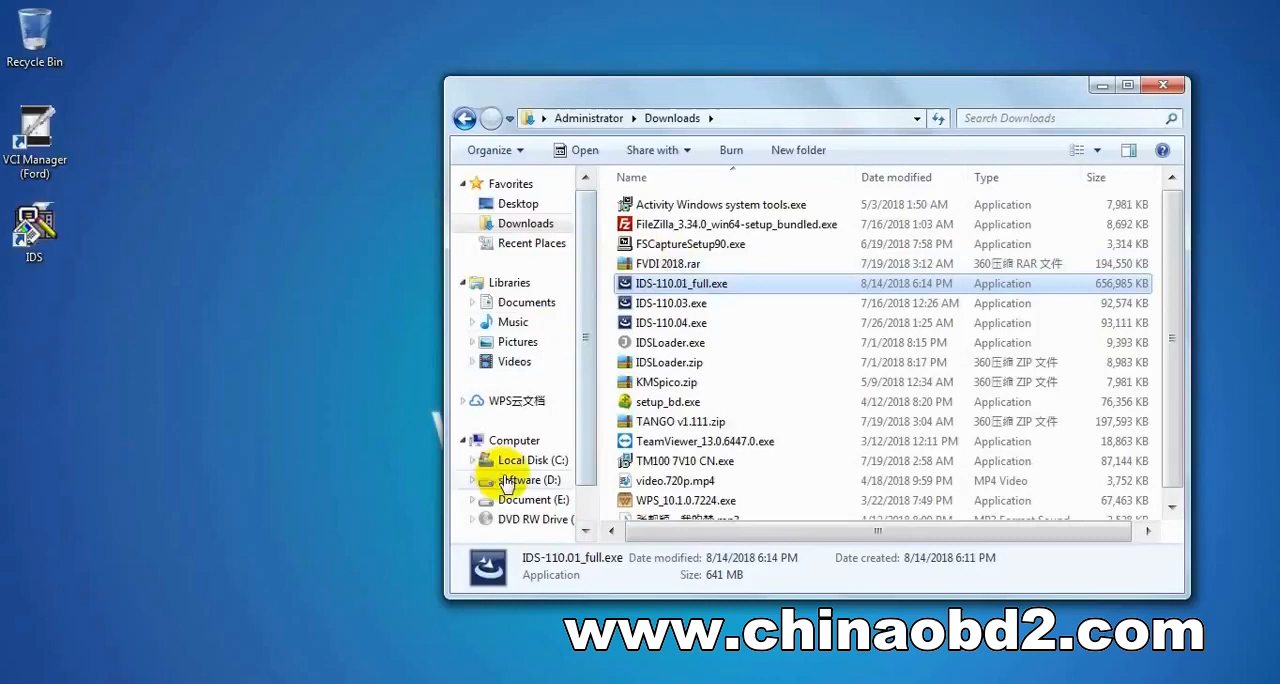 Recycle Bin
VCI Manager
(Ford)
IDS
Administrator
Downloads
Search Downloads
Organize
Open
Share with
Burn
New folder
Favorites
Desktop
Downloads
Recent Places
Libraries
Documents
Music
Pictures
Videos
WPS云文档
Computer
Local Disk (C:)
software (D:)
Document (E:)
DVD RW Drive (
Name Date modified Type Size
Activity Windows system tools.exe 5/3/2018 1:50 AM Application 7,981 KB
FileZilla_3.34.0_win64-setup_bundled.exe 7/16/2018 1:03 AM Application 8,692 KB
FSCaptureSetup90.exe 6/19/2018 7:58 PM Application 3,314 KB
FVDI 2018.rar 7/19/2018 3:12 AM 360压缩 RAR 文件 194,550 KB
IDS-110.01_full.exe 8/14/2018 6:14 PM Application 656,985 KB
IDS-110.03.exe 7/16/2018 12:26 AM Application 92,574 KB
IDS-110.04.exe 7/26/2018 1:25 AM Application 93,111 KB
IDSLoader.exe 7/1/2018 8:15 PM Application 9,393 KB
IDSLoader.zip 7/1/2018 8:17 PM 360压缩 ZIP 文件 8,983 KB
KMSpico.zip 5/9/2018 12:34 AM 360压缩 ZIP 文件 7,981 KB
setup_bd.exe 4/12/2018 8:20 PM Application 76,356 KB
TANGO v1.111.zip 7/19/2018 3:04 AM 360压缩 ZIP 文件 197,593 KB
TeamViewer_13.0.6447.0.exe 3/12/2018 12:11 PM Application 18,863 KB
TM100 7V10 CN.exe 7/19/2018 2:58 AM Application 87,144 KB
video.720p.mp4 4/18/2018 9:59 PM MP4 Video 3,752 KB
WPS_10.1.0.7224.exe 3/22/2018 7:49 PM Application 67,463 KB
IDS-110.01_full.exe Date modified: 8/14/2018 6:14 PM Date created: 8/14/2018 6:11 PM
Application Size: 641 MB
www.chinaobd2.com